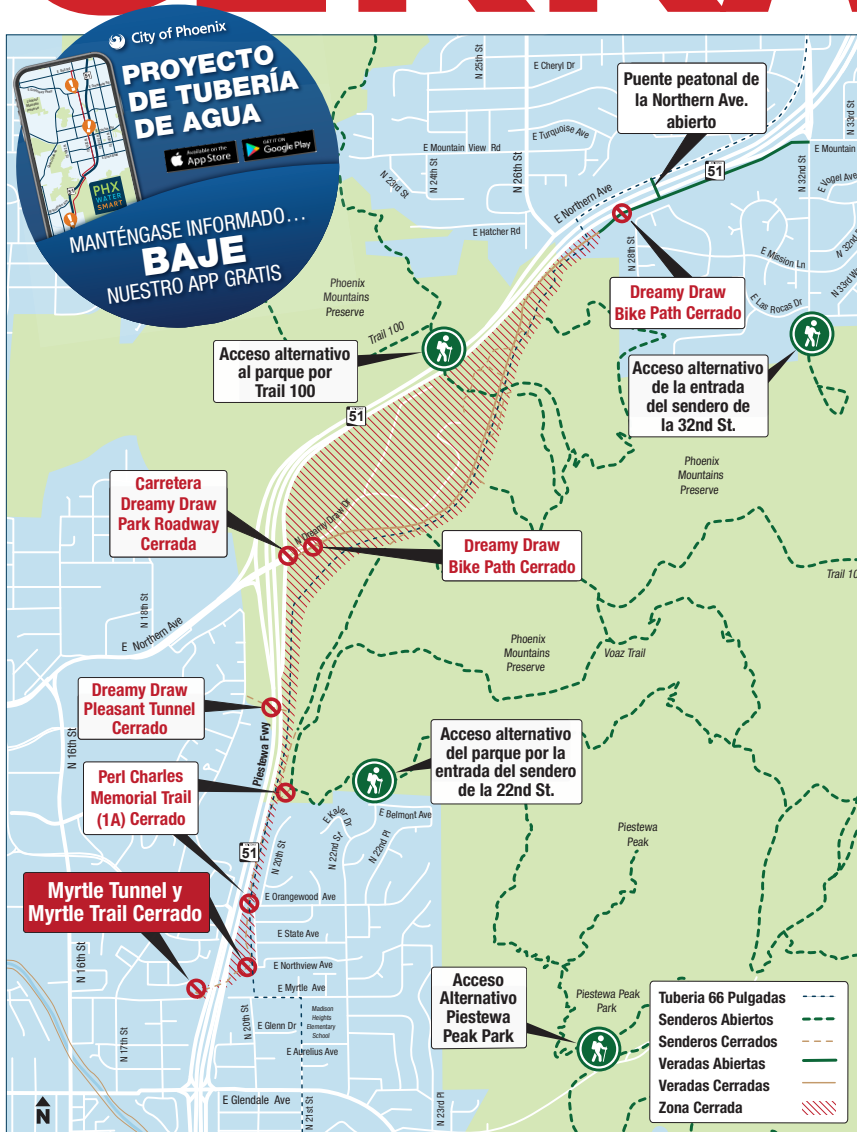 City of Phoenix
PROYECTO
DE TUBERÍA
DE AGUA
Available on the
App Store
GET IT ON
Google Play
PHX
WATER
SMART
MANTÉNGASE INFORMADO…
BAJE
NUESTRO APP GRATIS
N 25th St
E Cheryl Dr
Puente peatonal de
la Northern Ave.
abierto
N 33rd St
E Turquoise Ave
E Mountain View Rd
N 24th St
N 23rd St
N 26th St
E Mountain
51
N 32nd St
E Vogel Ave
E Northern Ave
E Hatcher Rd
N 28th St
E Mission Ln
N 32nd
N 33rd Wa
E Las Rocas Dr
Dreamy Draw
Bike Path Cerrado
Phoenix
Mountains
Preserve
Trail 100
Acceso alternativo
al parque por
Trail 100
Acceso alternativo
de la entrada
del sendero de
la 32nd St.
51
Phoenix
Mountains
Preserve
Carretera
Dreamy Draw
Park Roadway
Cerrada
N Dreamy Draw Dr
Dreamy Draw
Bike Path Cerrado
Trail 10
N 18th St
E Northern Ave
Phoenix
Mountains
Preserve
Voaz Trail
Dreamy Draw
Pleasant Tunnel
Cerrado
N 16th St
Piestewa Fwy
Acceso alternativo
del parque por la
entrada del sendero
de la 22nd St.
Perl Charles
Memorial Trail
(1A) Cerrado
E Kaler Dr
E Belmont Ave
N 22nd St
N 22nd Pl
N 20th St
51
Piestewa
Peak
Myrtle Tunnel y
Myrtle Trail Cerrado
E Orangewood Ave
E State Ave
E Northview Ave
E Myrtle Ave
N 16th St
N 17th St
N 20th St
E Glenn Dr
Madison
Heights
Elementary
School
E Aurelius Ave
E Glendale Ave
N 21st St
N 23rd Pl
Acceso
Alternativo
Piestewa
Peak Park
Piestewa Peak
Park
Tuberia 66 Pulgadas
Senderos Abiertos
Senderos Cerrados
Veradas Abiertas
Veradas Cerradas
Zona Cerrada
N